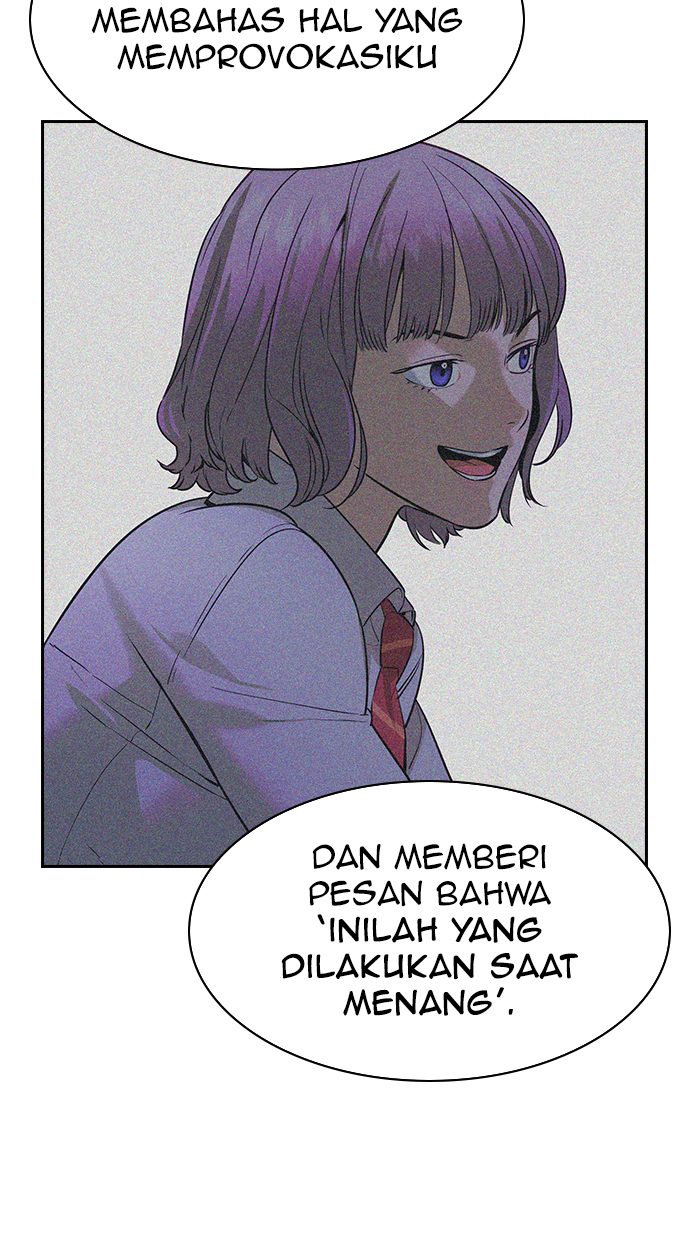 MEMBAHAS HAL YANG
MEMPROVOKASIKU
DAN MEMBERI
PESAN BAHWA
'INILAH YANG
DILAKUKAN SAAT
MENANG'.